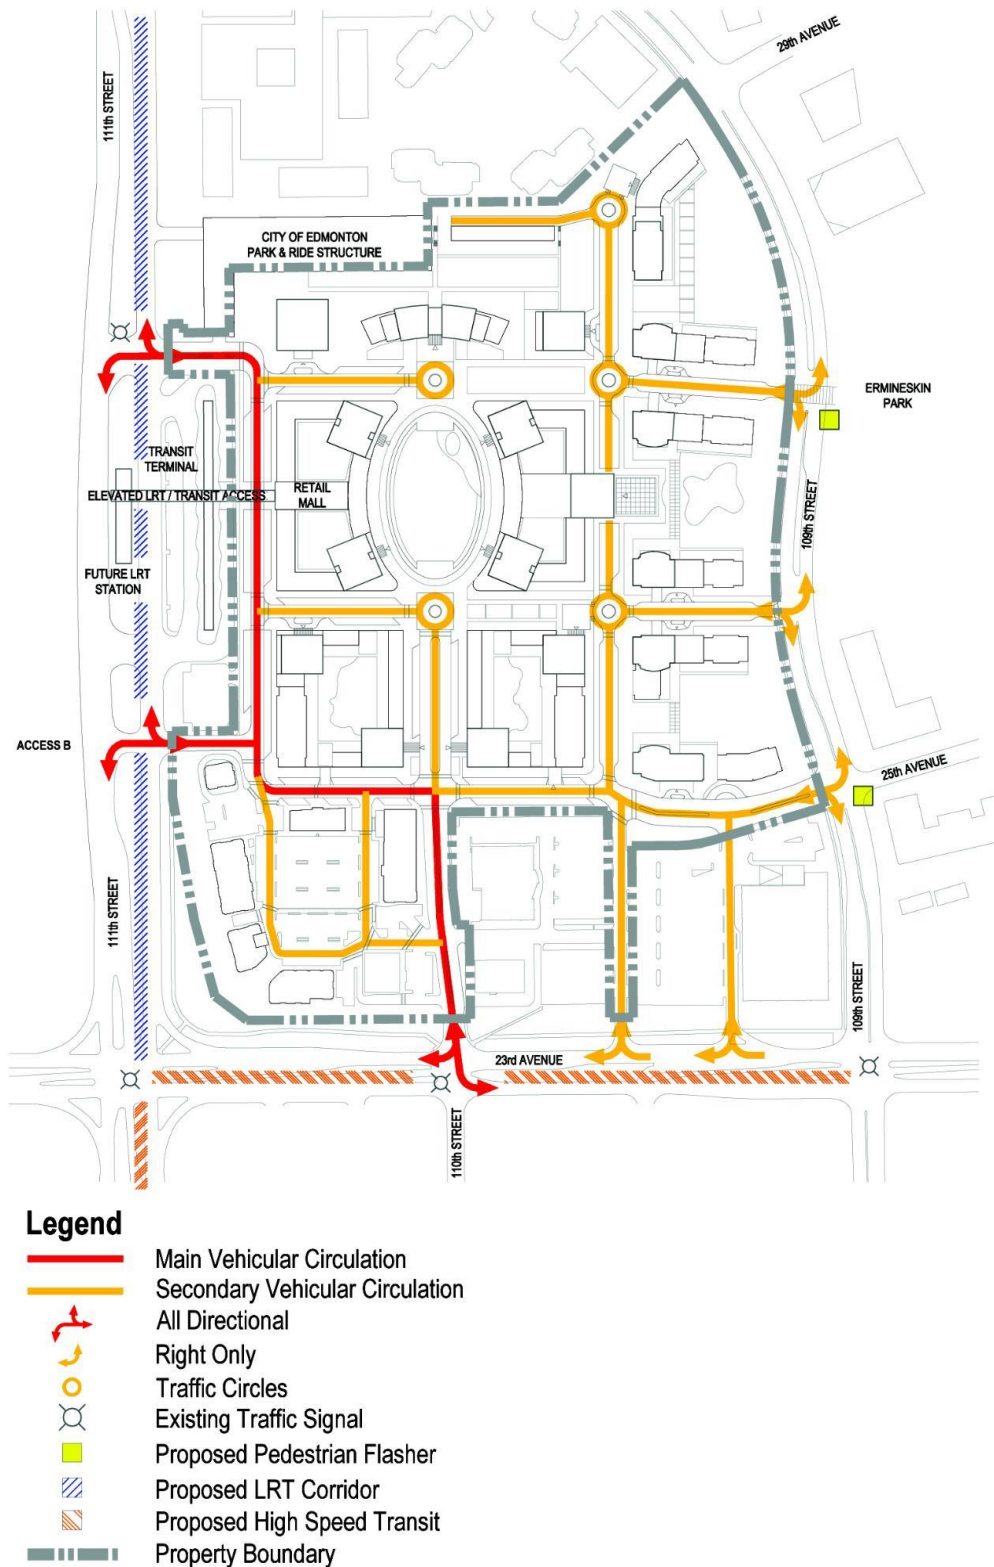 29th AVENUE
111th STREET
CITY OF EDMONTON
PARK & RIDE STRUCTURE
ERMINESKIN
PARK
TRANSIT
TERMINAL
ELEVATED LRT / TRANSIT ACCESS
RETAIL
MALL
109th STREET
FUTURE LRT
STATION
ACCESS B
25th AVENUE
111th STREET
109th STREET
23rd AVENUE
110th STREET
Legend
Main Vehicular Circulation
Secondary Vehicular Circulation
All Directional
Right Only
Traffic Circles
Existing Traffic Signal
Proposed Pedestrian Flasher
Proposed LRT Corridor
Proposed High Speed Transit
Property Boundary